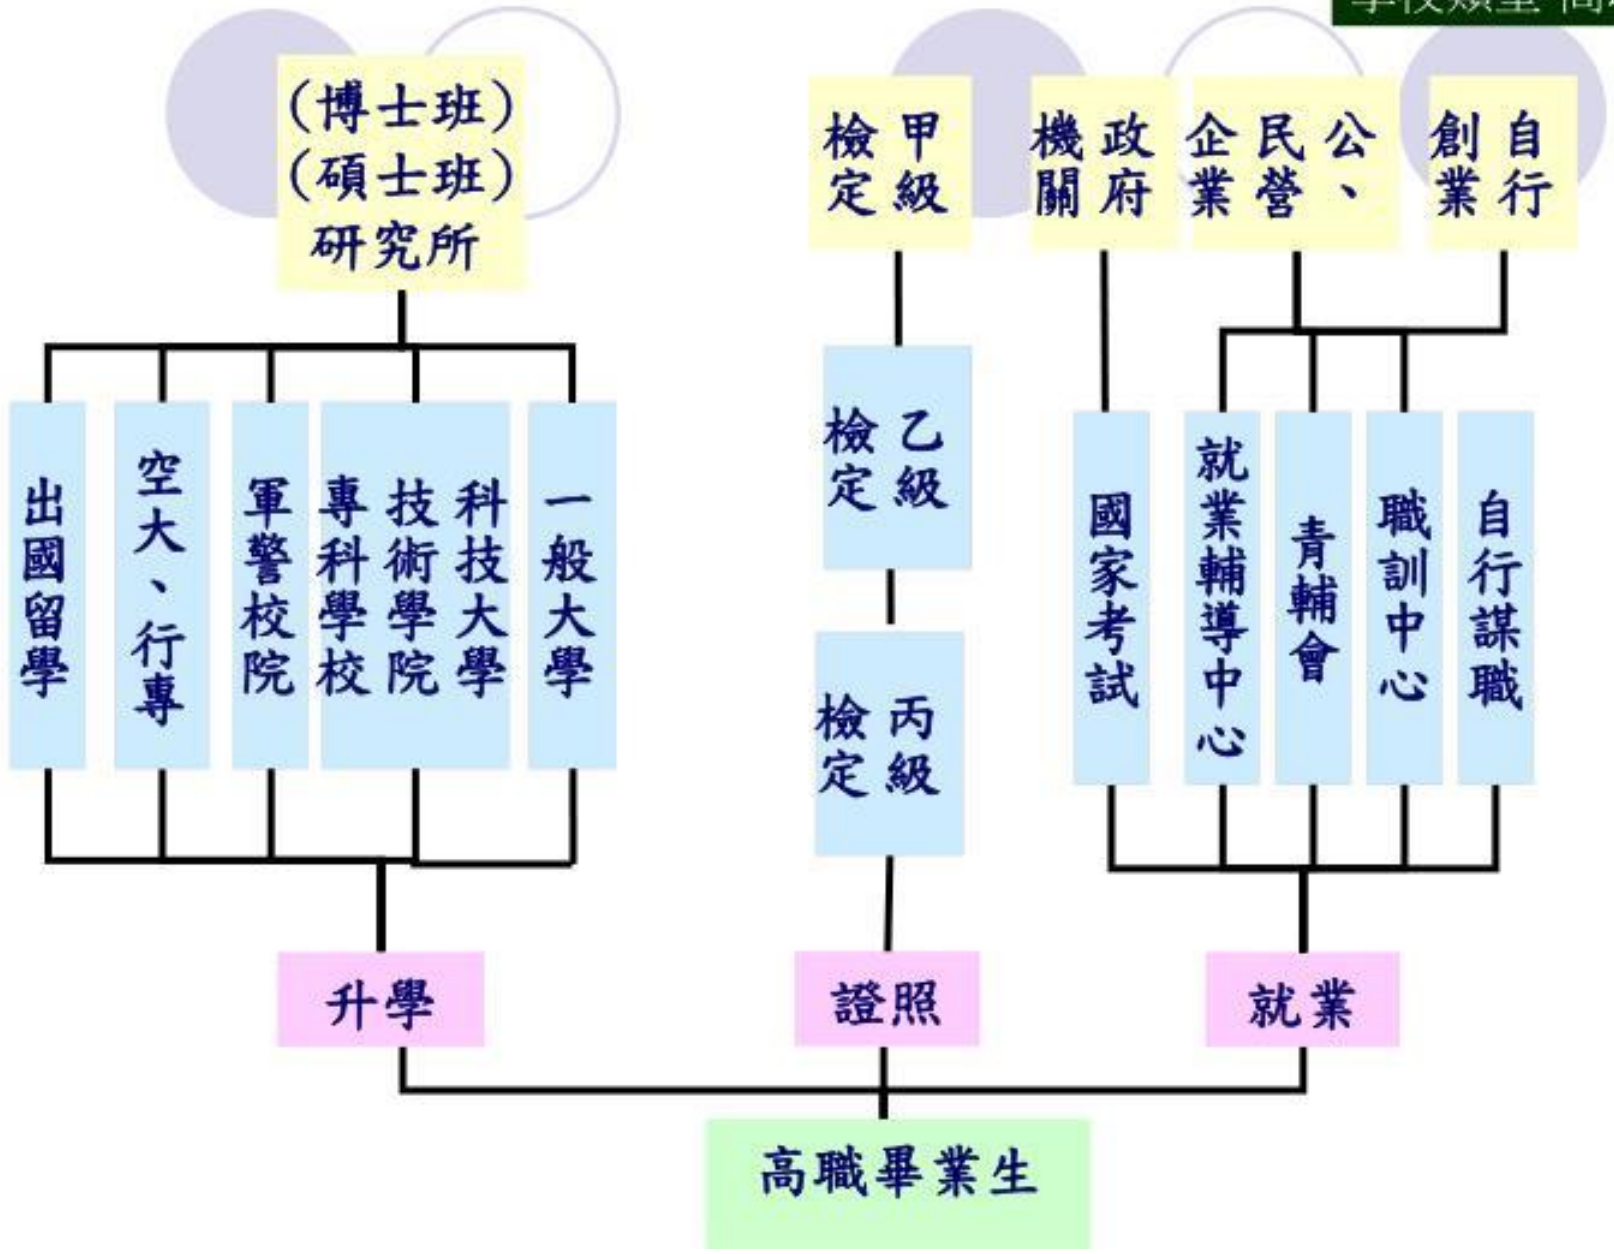 學校類型
(博士班)
(碩士班)
研究所
甲級
檢定
政府
機關
公、
民營
企業
自行
創業
出國留學
空大、行專
軍警校院
科技大學
技術學院
專科學校
一般大學
乙級
檢定
丙級
檢定
國家考試
就業輔導中心
青輔會
職訓中心
自行謀職
升學
證照
就業
高職畢業生